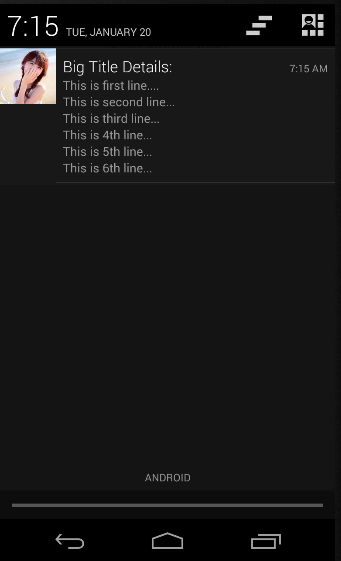 7:15 TUE, JANUARY 20
Big Title Details: 7:15 AM
This is first line....
This is second line...
This is third line...
This is 4th line...
This is 5th line...
This is 6th line...
ANDROID